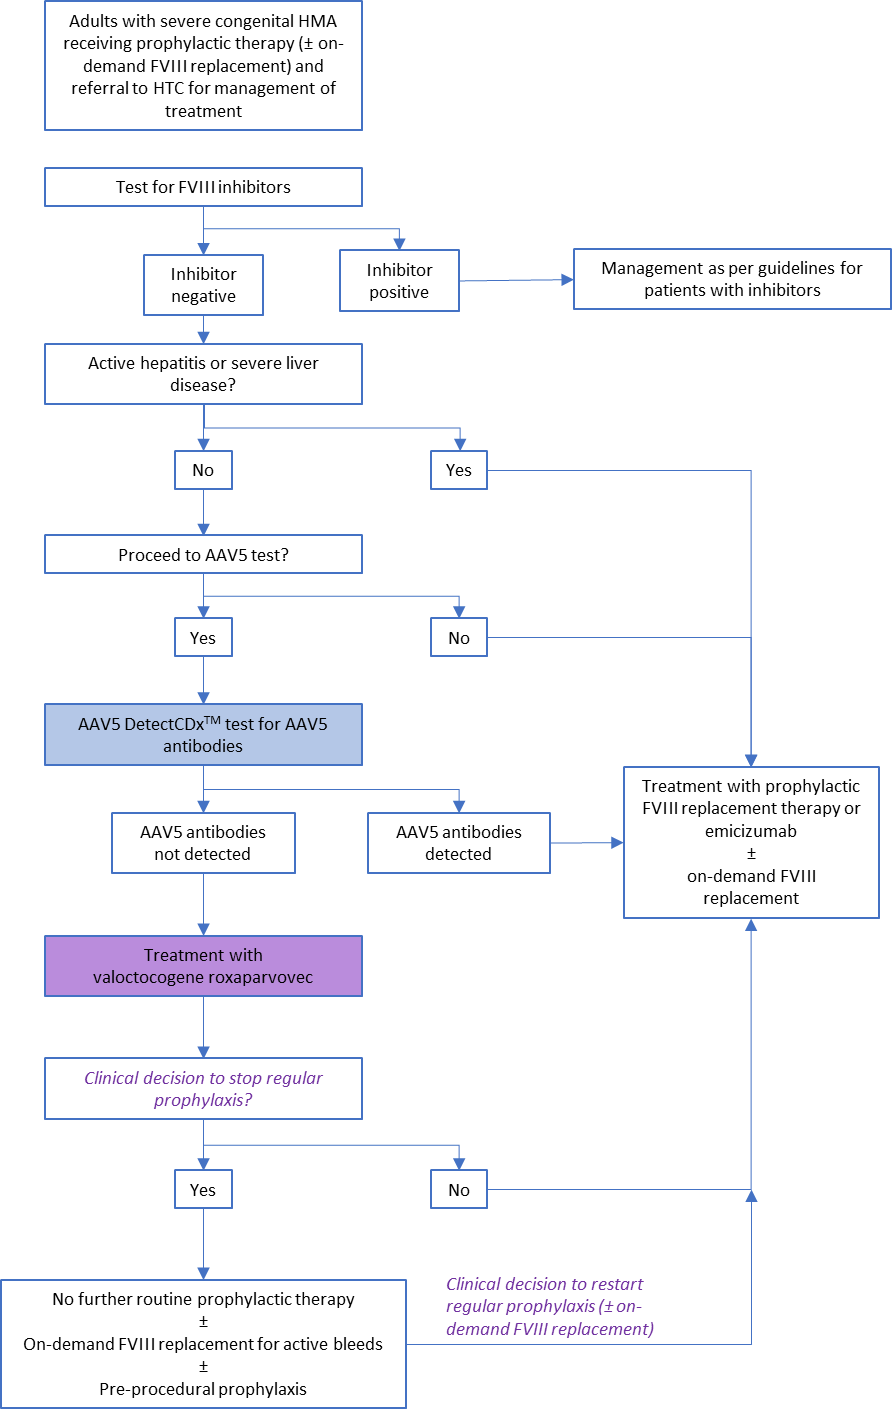 Adults with severe congenital HMA
receiving prophylactic therapy (± on-
demand FVIII replacement) and
referral to HTC for management of
treatment
Test for FVIII inhibitors
Inhibitor
negative
Inhibitor
positive
Management as per guidelines for
patients with inhibitors
Active hepatitis or severe liver
disease?
No
Yes
Proceed to AAV5 test?
Yes
No
AAV5 DetectCDx™ test for AAV5
antibodies
AAV5 antibodies
not detected
AAV5 antibodies
detected
Treatment with prophylactic
FVIII replacement therapy or
emicizumab
±
on-demand FVIII
replacement
Treatment with
valoctocogene roxaparvovec
Clinical decision to stop regular
prophylaxis?
Yes
No
No further routine prophylactic therapy
±
On-demand FVIII replacement for active bleeds
±
Pre-procedural prophylaxis
Clinical decision to restart
regular prophylaxis (± on-
demand FVIII replacement)